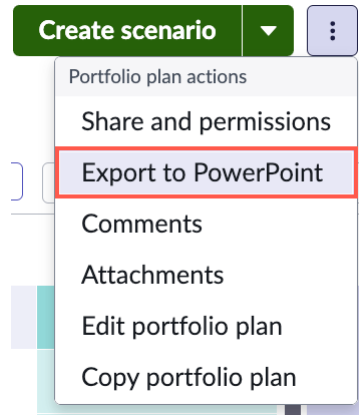 Create scenario
Portfolio plan actions
Share and permissions
Export to PowerPoint
Comments
Attachments
Edit portfolio plan
Copy portfolio plan